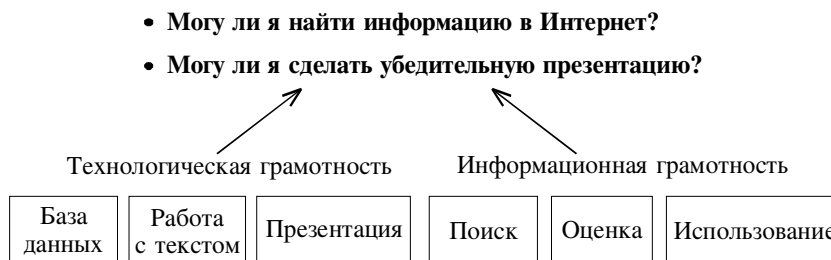 • Могу ли я найти информацию в Интернет?
• Могу ли я сделать убедительную презентацию?
Технологическая грамотность
Информационная грамотность
База
данных
Работа
с текстом
Презентация
Поиск
Оценка
Использование